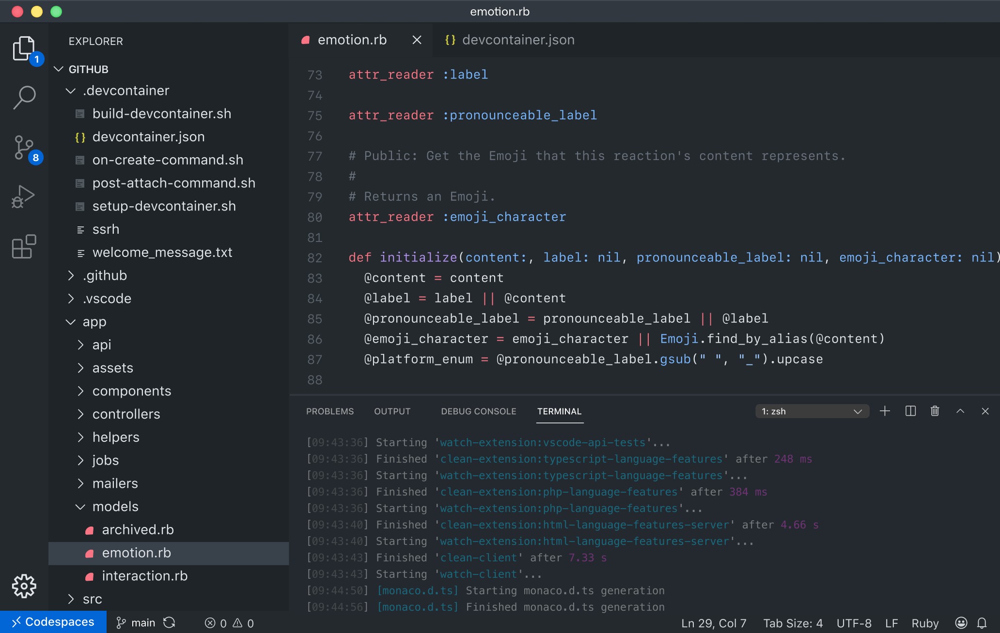 emotion.rb
1
8
EXPLORER
GITHUB
.devcontainer
build-devcontainer.sh
{} devcontainer.json
on-create-command.sh
post-attach-command.sh
setup-devcontainer.sh
ssrh
welcome_message.txt
.github
.vscode
app
api
assets
components
controllers
helpers
jobs
mailers
models
archived.rb
emotion.rb
interaction.rb
src
emotion.rb
{} devcontainer.json
73 attr_reader :label
74
75 attr_reader :pronounceable_label
76
77 # Public: Get the Emoji that this reaction's content represents.
78 #
79 # Returns an Emoji.
80 attr_reader :emoji_character
81
82 def initialize(content:, label: nil, pronounceable_label: nil, emoji_character: nil)
83 @content = content
84 @label = label || @content
85 @pronounceable_label = pronounceable_label || @label
86 @emoji_character = emoji_character || Emoji.find_by_alias(@content)
87 @platform_enum = @pronounceable_label.gsub(" ", "_").upcase
88
PROBLEMS OUTPUT DEBUG CONSOLE TERMINAL 1: zsh
[09:43:36] Starting 'watch-extension:vscode-api-tests'...
[09:43:36] Finished 'clean-extension:typescript-language-features' after 248 ms
[09:43:36] Starting 'watch-extension:typescript-language-features'...
[09:43:36] Finished 'clean-extension:php-language-features' after 384 ms
[09:43:36] Starting 'watch-extension:php-language-features'...
[09:43:40] Finished 'clean-extension:html-language-features-server' after 4.66 s
[09:43:40] Starting 'watch-extension:html-language-features-server'...
[09:43:43] Finished 'clean-client' after 7.33 s
[09:43:43] Starting 'watch-client'...
[09:44:50] [monaco.d.ts] Starting monaco.d.ts generation
[09:44:56] [monaco.d.ts] Finished monaco.d.ts generation
Codespaces main 0 0 Ln 29, Col 7 Tab Size: 4 UTF-8 LF Ruby